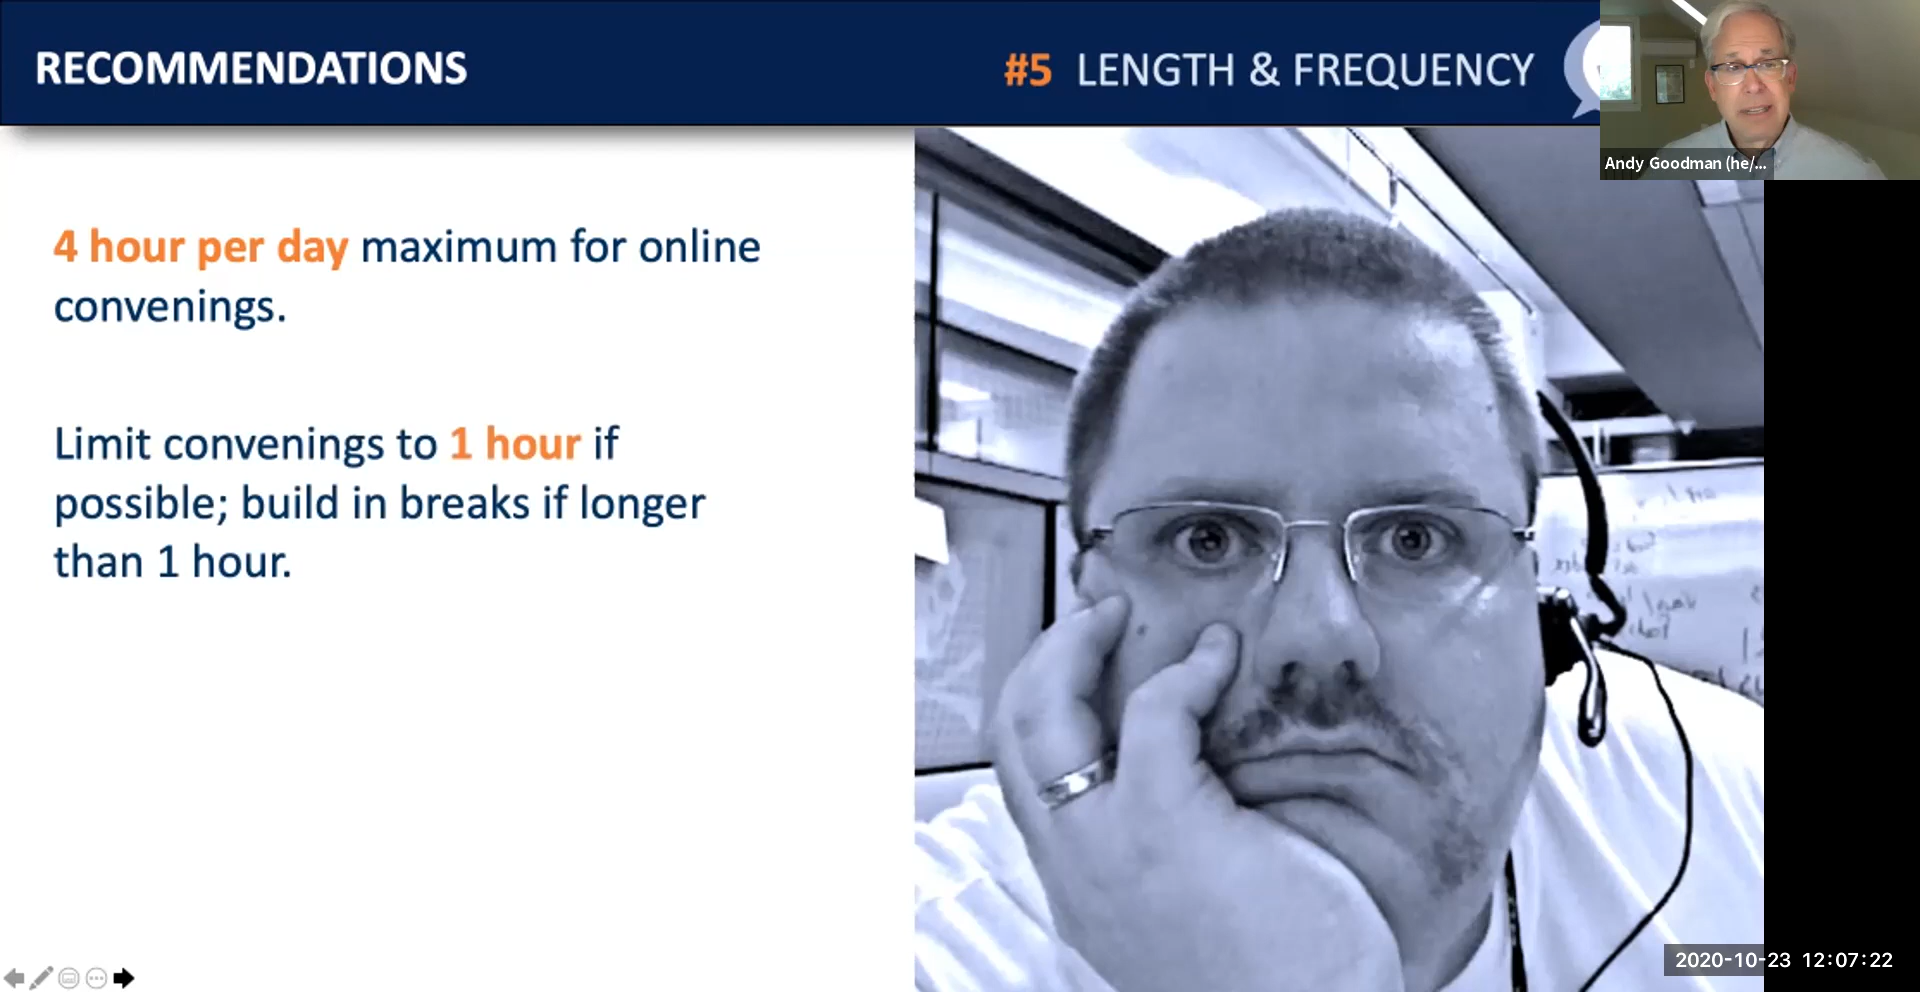 RECOMMENDATIONS
#5 LENGTH & FREQUENCY
Andy Goodman (he/...
4 hour per day maximum for online
convenings.
Limit convenings to 1 hour if
possible; build in breaks if longer
than 1 hour.
2020-10-23 12:07:22